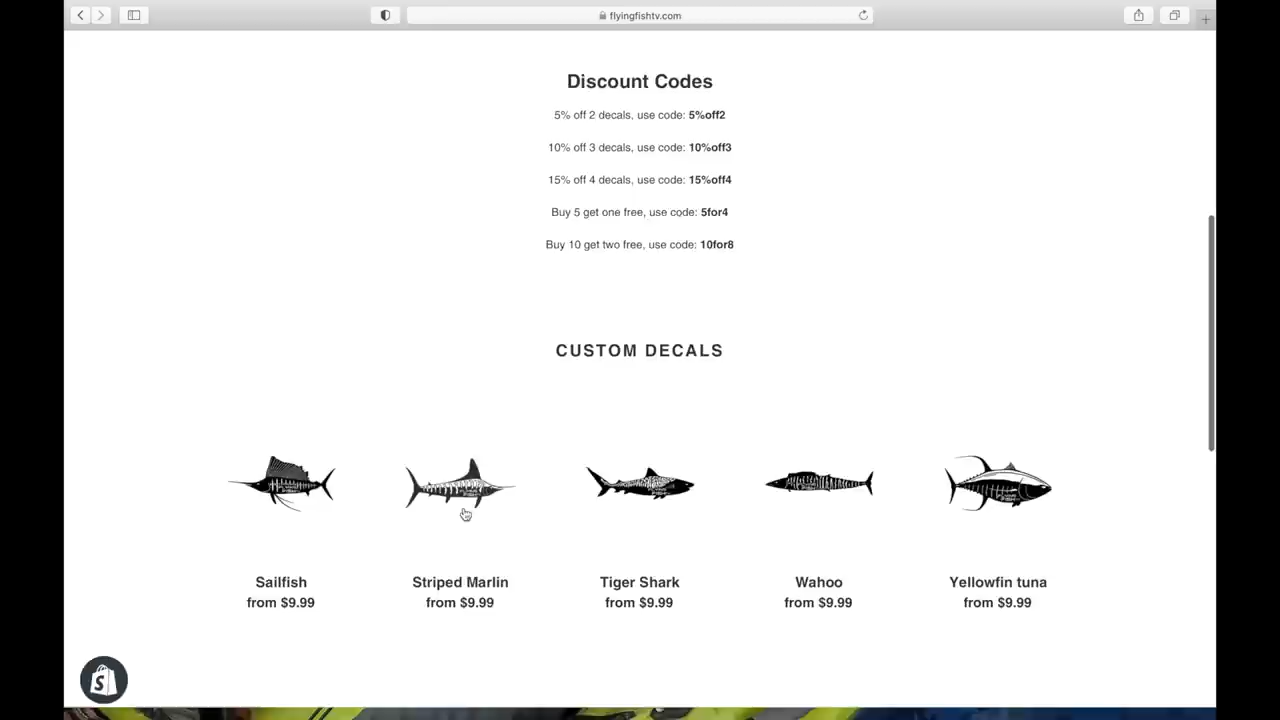 flyingfishtv.com
Discount Codes
5% off 2 decals, use code: 5%off2
10% off 3 decals, use code: 10%off3
15% off 4 decals, use code: 15%off4
Buy 5 get one free, use code: 5for4
Buy 10 get two free, use code: 10for8
CUSTOM DECALS
Sailfish
from $9.99
Striped Marlin
from $9.99
Tiger Shark
from $9.99
Wahoo
from $9.99
Yellowfin tuna
from $9.99